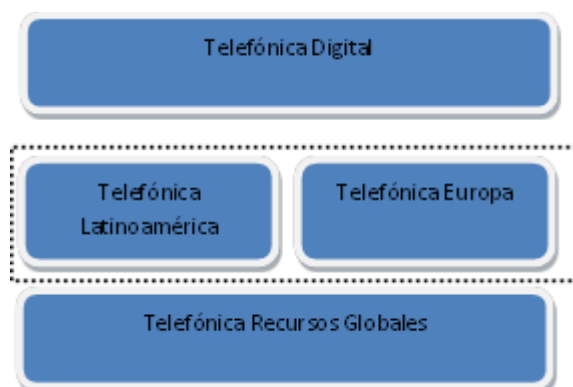 Telefónica Digital
Telefónica
Latinoamérica
Telefónica Europa
Telefónica Recursos Globales